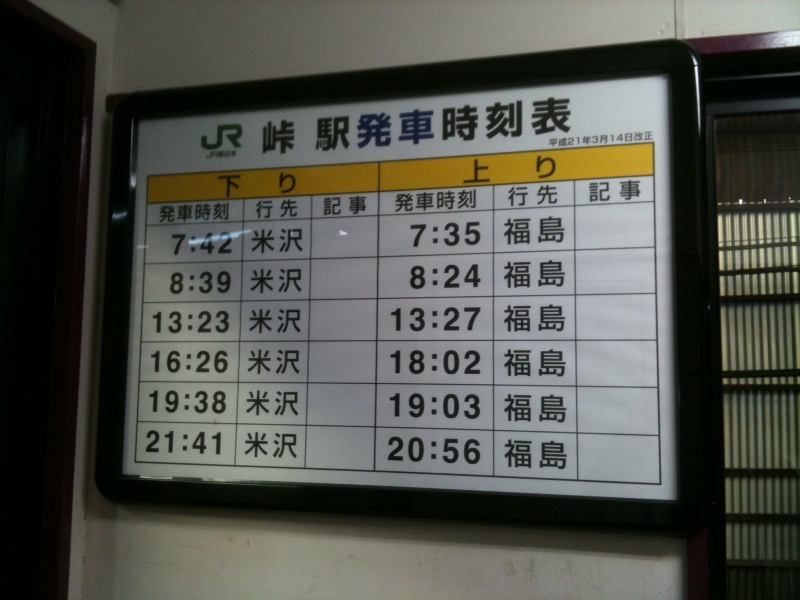 JR 峠 駅 発車時刻表
JR東日本
平成21年3月14日改正
下り 上り
発車時刻 行先 記事 発車時刻 行先 記事
7:42 米沢 7:35 福島
8:39 米沢 8:24 福島
13:23 米沢 13:27 福島
16:26 米沢 18:02 福島
19:38 米沢 19:03 福島
21:41 米沢 20:56 福島